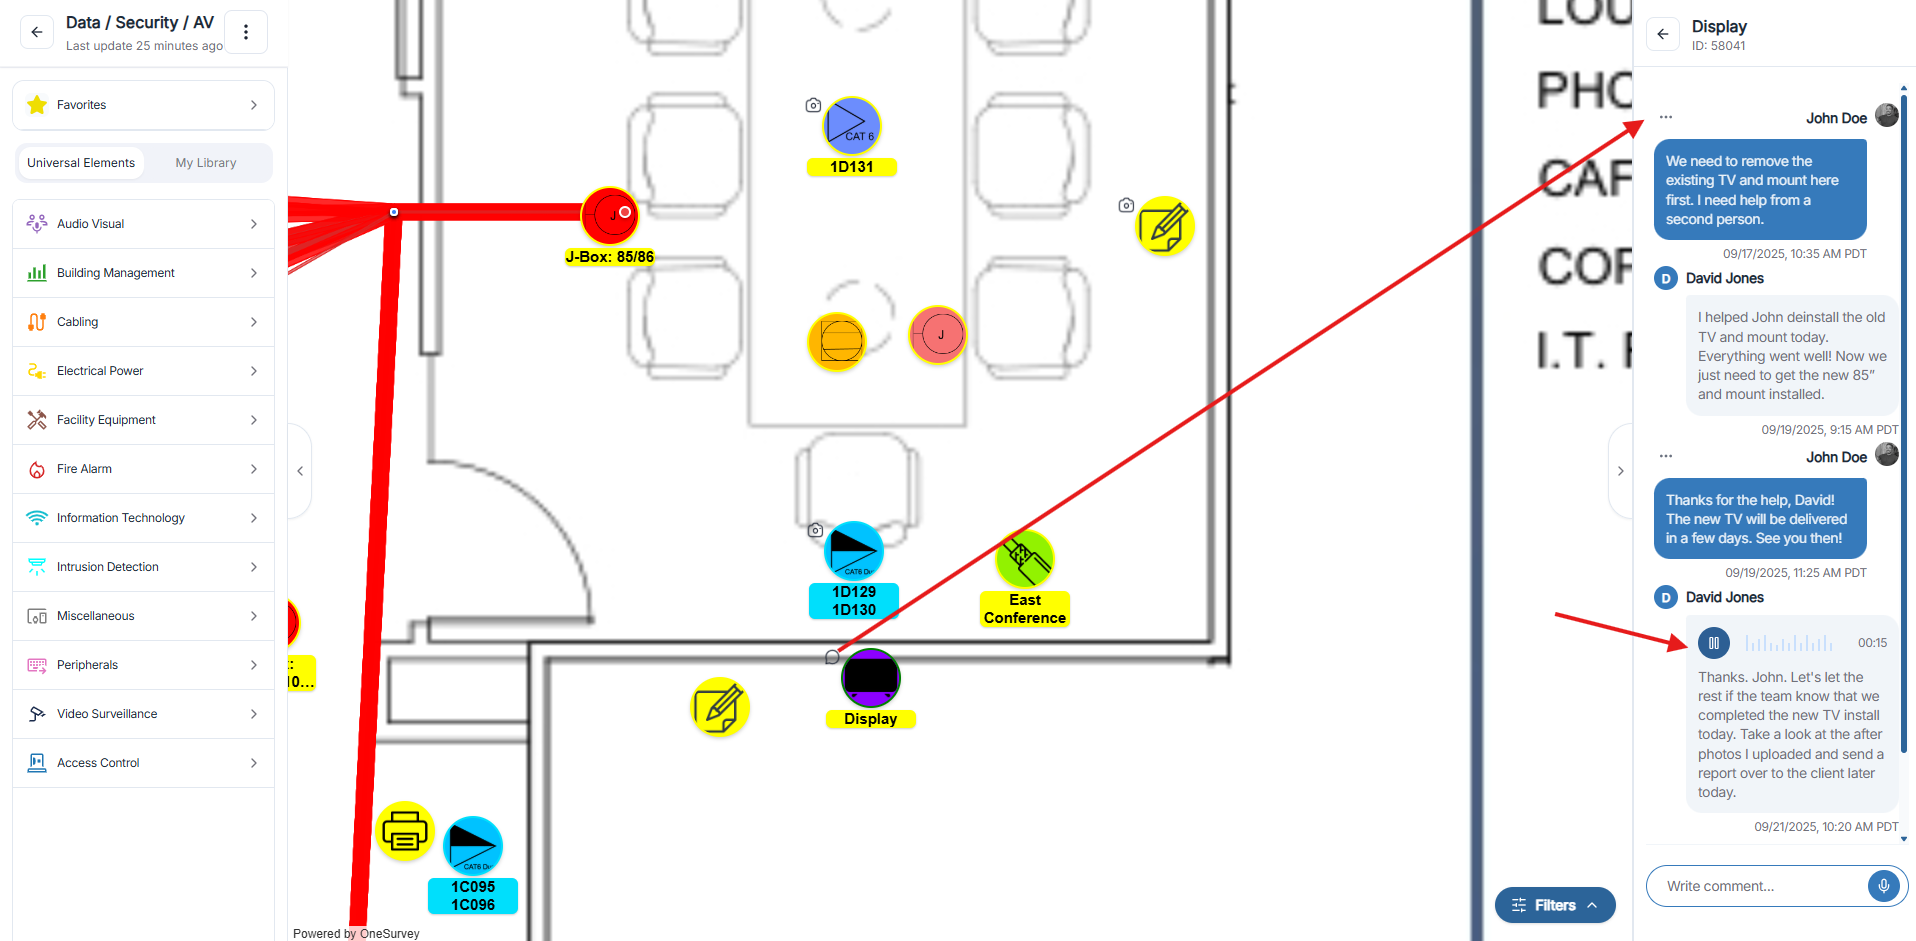 Data / Security / AV
Last update 25 minutes ago
Favorites
Universal Elements
My Library
Audio Visual
Building Management
Cabling
Electrical Power
Facility Equipment
Fire Alarm
Information Technology
Intrusion Detection
Miscellaneous
Peripherals
Video Surveillance
Access Control
CAT 6
1D131
J
J-Box: 85/86
J
CAT6 Du
1D129
1D130
East
Conference
Display
10...
CAT6 Du
1C095
1C096
Powered by OneSurvey
LOU
PHO
CAF
COF
I.T.
Filters
Display
ID: 58041
John Doe
We need to remove the
existing TV and mount here
first. I need help from a
second person.
09/17/2025, 10:35 AM PDT
D
David Jones
I helped John deinstall the old
TV and mount today.
Everything went well! Now we
just need to get the new 85”
and mount installed.
09/19/2025, 9:15 AM PDT
John Doe
Thanks for the help, David!
The new TV will be delivered
in a few days. See you then!
09/19/2025, 11:25 AM PDT
D
David Jones
00:15
Thanks. John. Let's let the
rest if the team know that we
completed the new TV install
today. Take a look at the after
photos I uploaded and send a
report over to the client later
today.
09/21/2025, 10:20 AM PDT
Write comment...